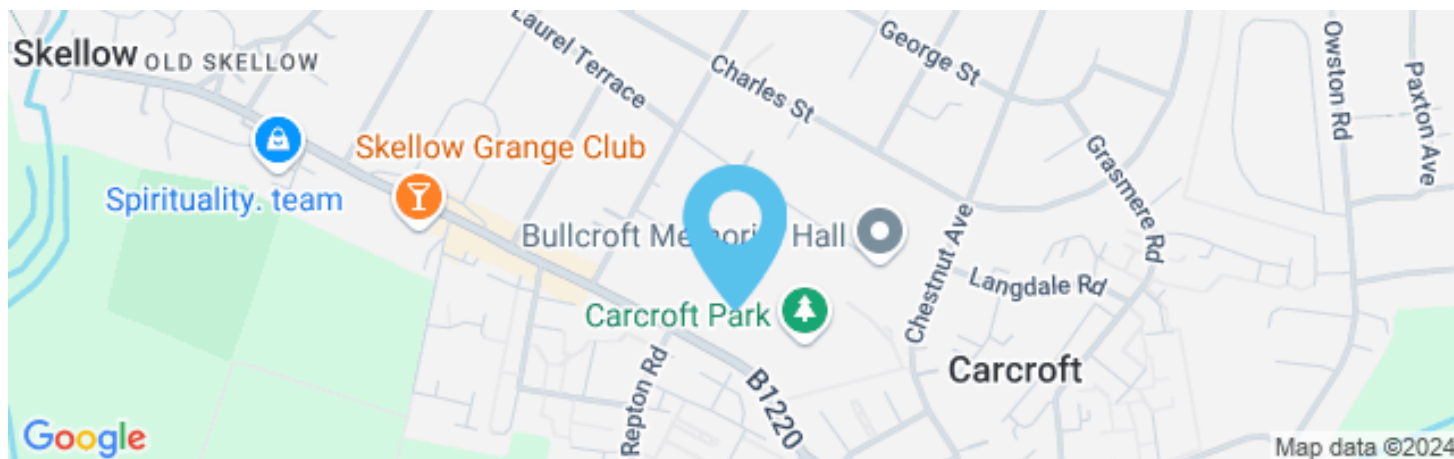 Skellow
OLD SKELLOW
Laurel Terrace
Charles St
George St
Owston Rd
Paxton Ave
Skellow Grange Club
Grasmere Rd
Spirituality. team
Bullcroft Memorial Hall
Chestnut Ave
Langdale Rd
Carcroft Park
Carcroft
Repton Rd
B1220
Google
Map data ©2024